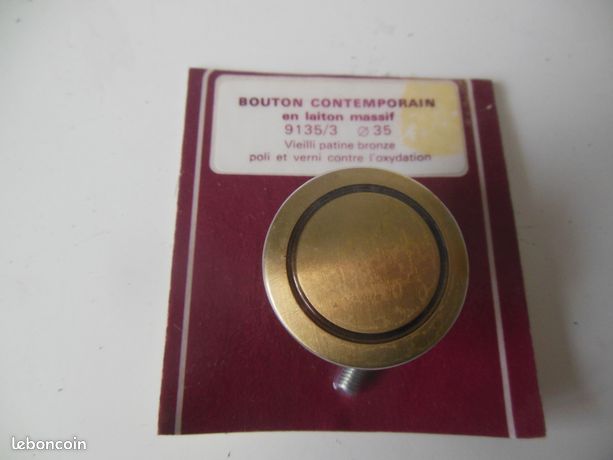 BOUTON CONTEMPORAIN
en laiton massif
9135/3 ⌀35
Vieilli patine bronze
poli et verni contre l'oxydation
leboncoin